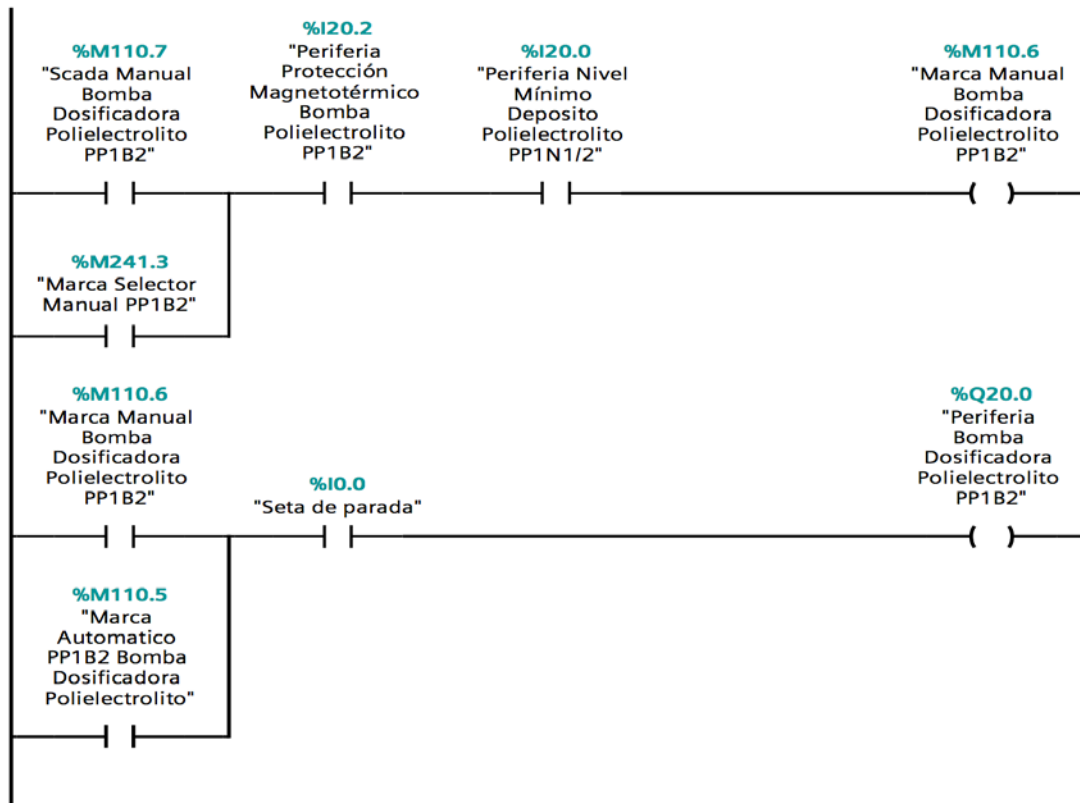 %M110.7
"Scada Manual
Bomba
Dosificadora
Polielectrolito
PP1B2"
%I20.2
"Periferia
Protección
Magnetotérmico
Bomba
Polielectrolito
PP1B2"
%I20.0
"Periferia Nivel
Mínimo
Deposito
Polielectrolito
PP1N1/2"
%M110.6
"Marca Manual
Bomba
Dosificadora
Polielectrolito
PP1B2"
%M241.3
"Marca Selector
Manual PP1B2"
%M110.6
"Marca Manual
Bomba
Dosificadora
Polielectrolito
PP1B2"
%I0.0
"Seta de parada"
%Q20.0
"Periferia
Bomba
Dosificadora
Polielectrolito
PP1B2"
%M110.5
"Marca
Automatico
PP1B2 Bomba
Dosificadora
Polielectrolito"